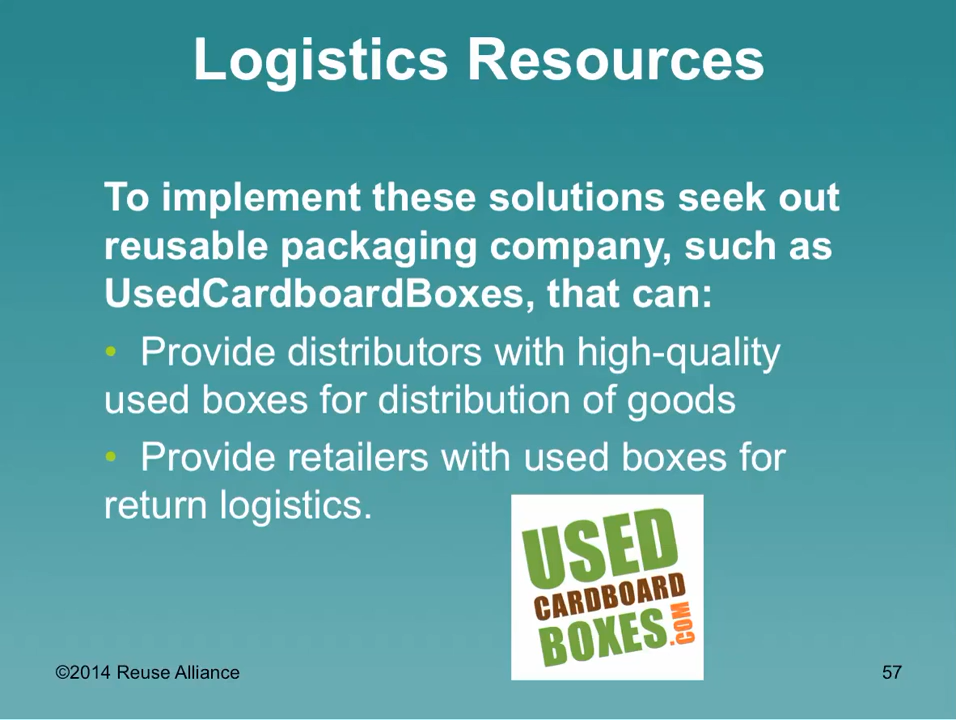 Logistics Resources
To implement these solutions seek out
reusable packaging company, such as
UsedCardboardBoxes, that can:
• Provide distributors with high-quality
used boxes for distribution of goods
• Provide retailers with used boxes for
return logistics.
USED
CARDBOARD
BOXES.COM
©2014 Reuse Alliance
57